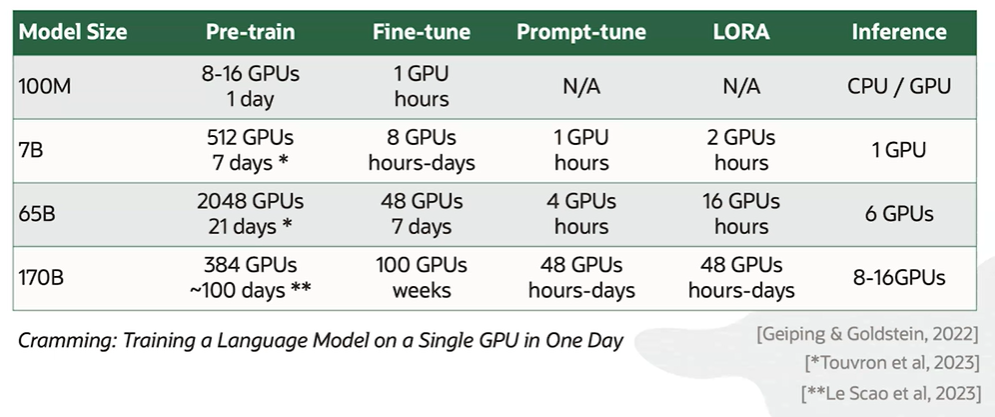 Model Size Pre-train Fine-tune Prompt-tune LORA Inference
100M 8-16 GPUs 1 day 1 GPU hours N/A N/A CPU / GPU
7B 512 GPUs 7 days * 8 GPUs hours-days 1 GPU hours 2 GPUs hours 1 GPU
65B 2048 GPUs 21 days * 48 GPUs 7 days 4 GPUs hours 16 GPUs hours 6 GPUs
170B 384 GPUs ~100 days ** 100 GPUs weeks 48 GPUs hours-days 48 GPUs hours-days 8-16GPUs
Cramming: Training a Language Model on a Single GPU in One Day
[Geiping & Goldstein, 2022]
[*Touvron et al, 2023]
[**Le Scao et al, 2023]